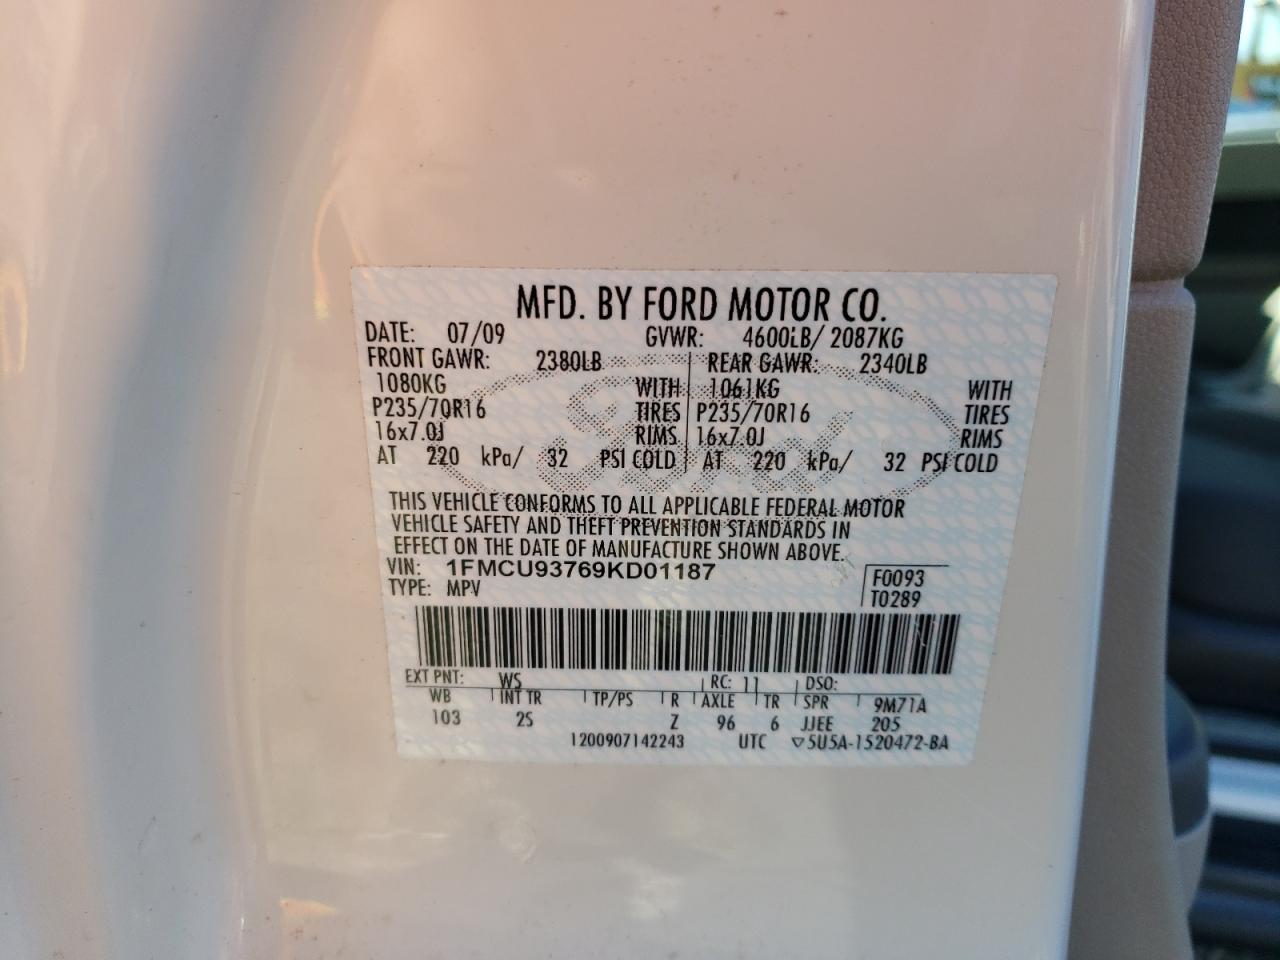 MFD. BY FORD MOTOR CO.
DATE: 07/09 GVWR: 4600LB/ 2087KG
FRONT GAWR: 2380LB REAR GAWR: 2340LB
1080KG WITH 1061KG WITH
P235/70R16 TIRES P235/70R16 TIRES
16x7.0J RIMS 16x7.0J RIMS
AT 220 kPa/ 32 PSI COLD AT 220 kPa/ 32 PSI COLD
Ford
THIS VEHICLE CONFORMS TO ALL APPLICABLE FEDERAL MOTOR
VEHICLE SAFETY AND THEFT PREVENTION STANDARDS IN
EFFECT ON THE DATE OF MANUFACTURE SHOWN ABOVE.
VIN: 1FMCU93769KD01187 F0093
TYPE: MPV T0289
EXT PNT: WS RC: 11 DSO:
WB INT TR TP/PS R AXLE TR SPR 9M71A
103 2S Z 96 6 JJEE 205
1200907142243 UTC ▽5U5A-1520472-BA